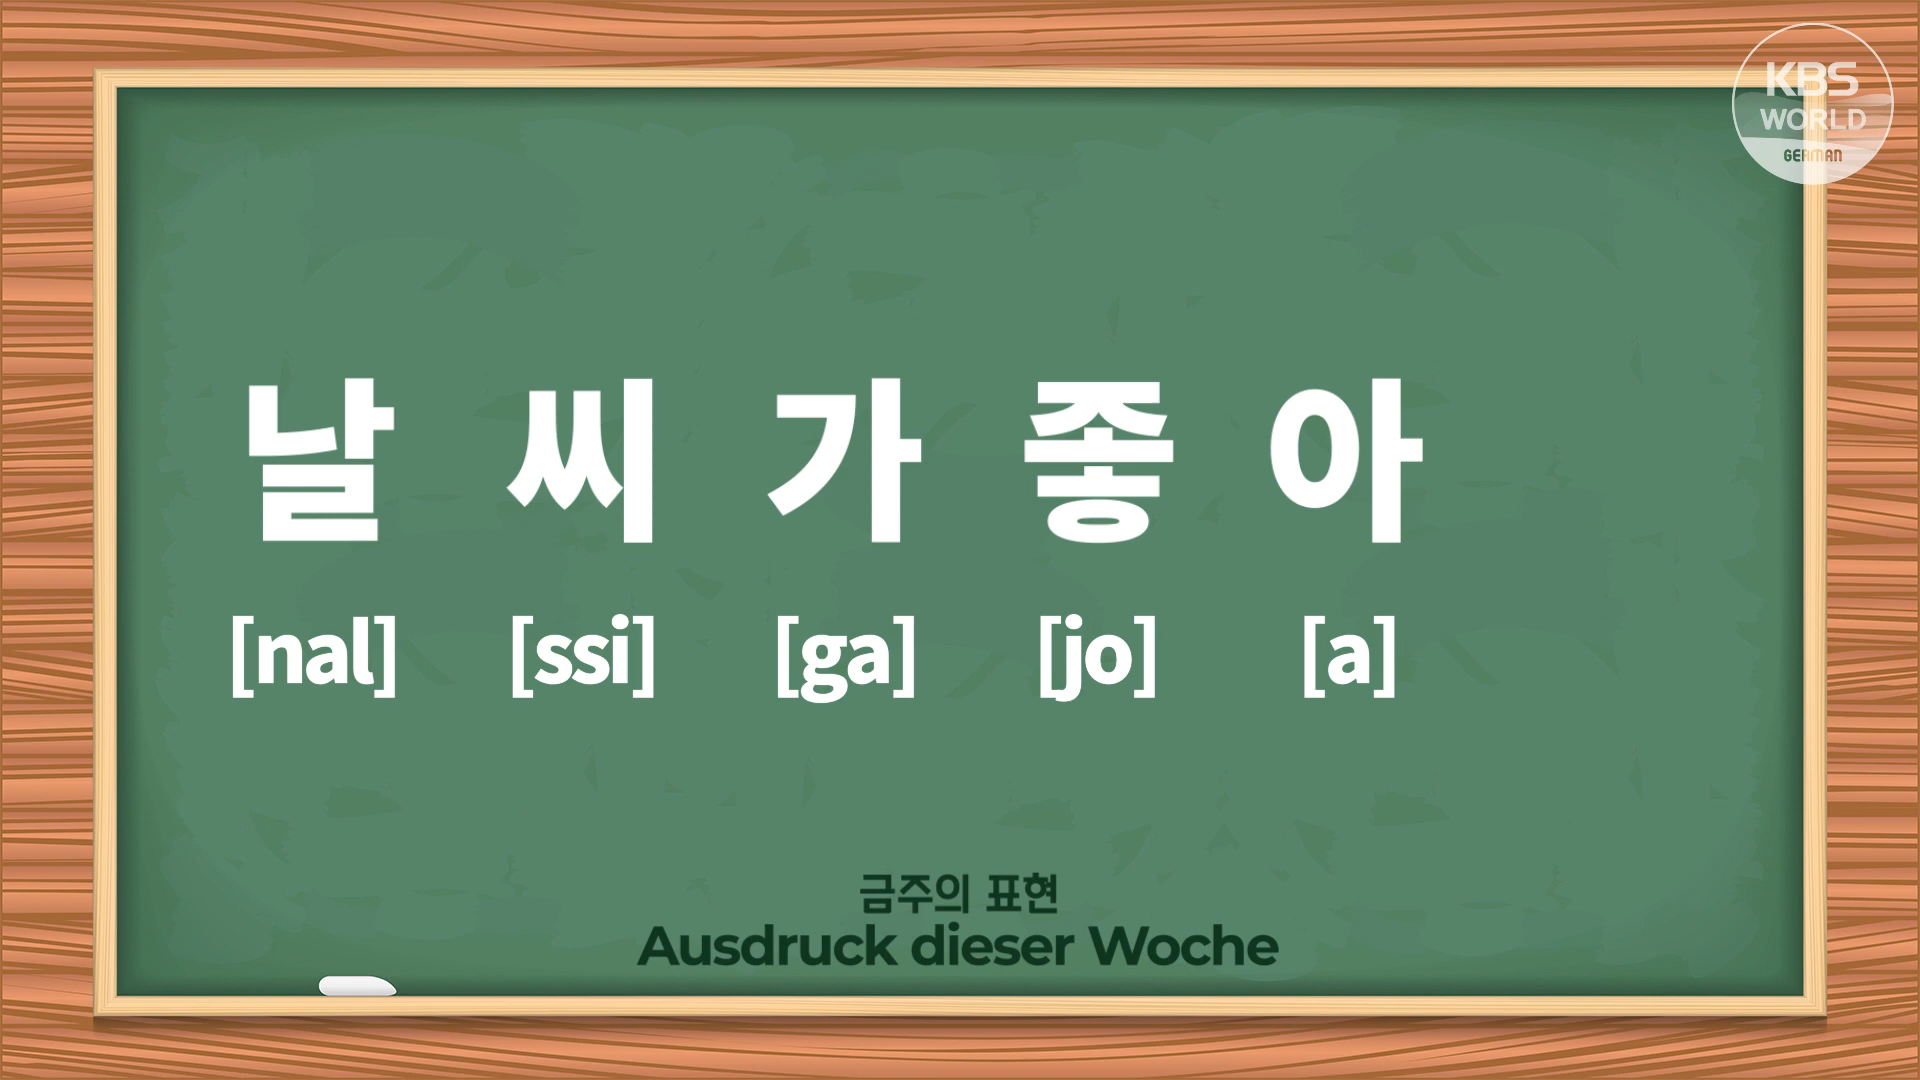 KBS
WORLD
GERMAN
날 씨 가 좋 아
[nal] [ssi] [ga] [jo] [a]
금주의 표현
Ausdruck dieser Woche